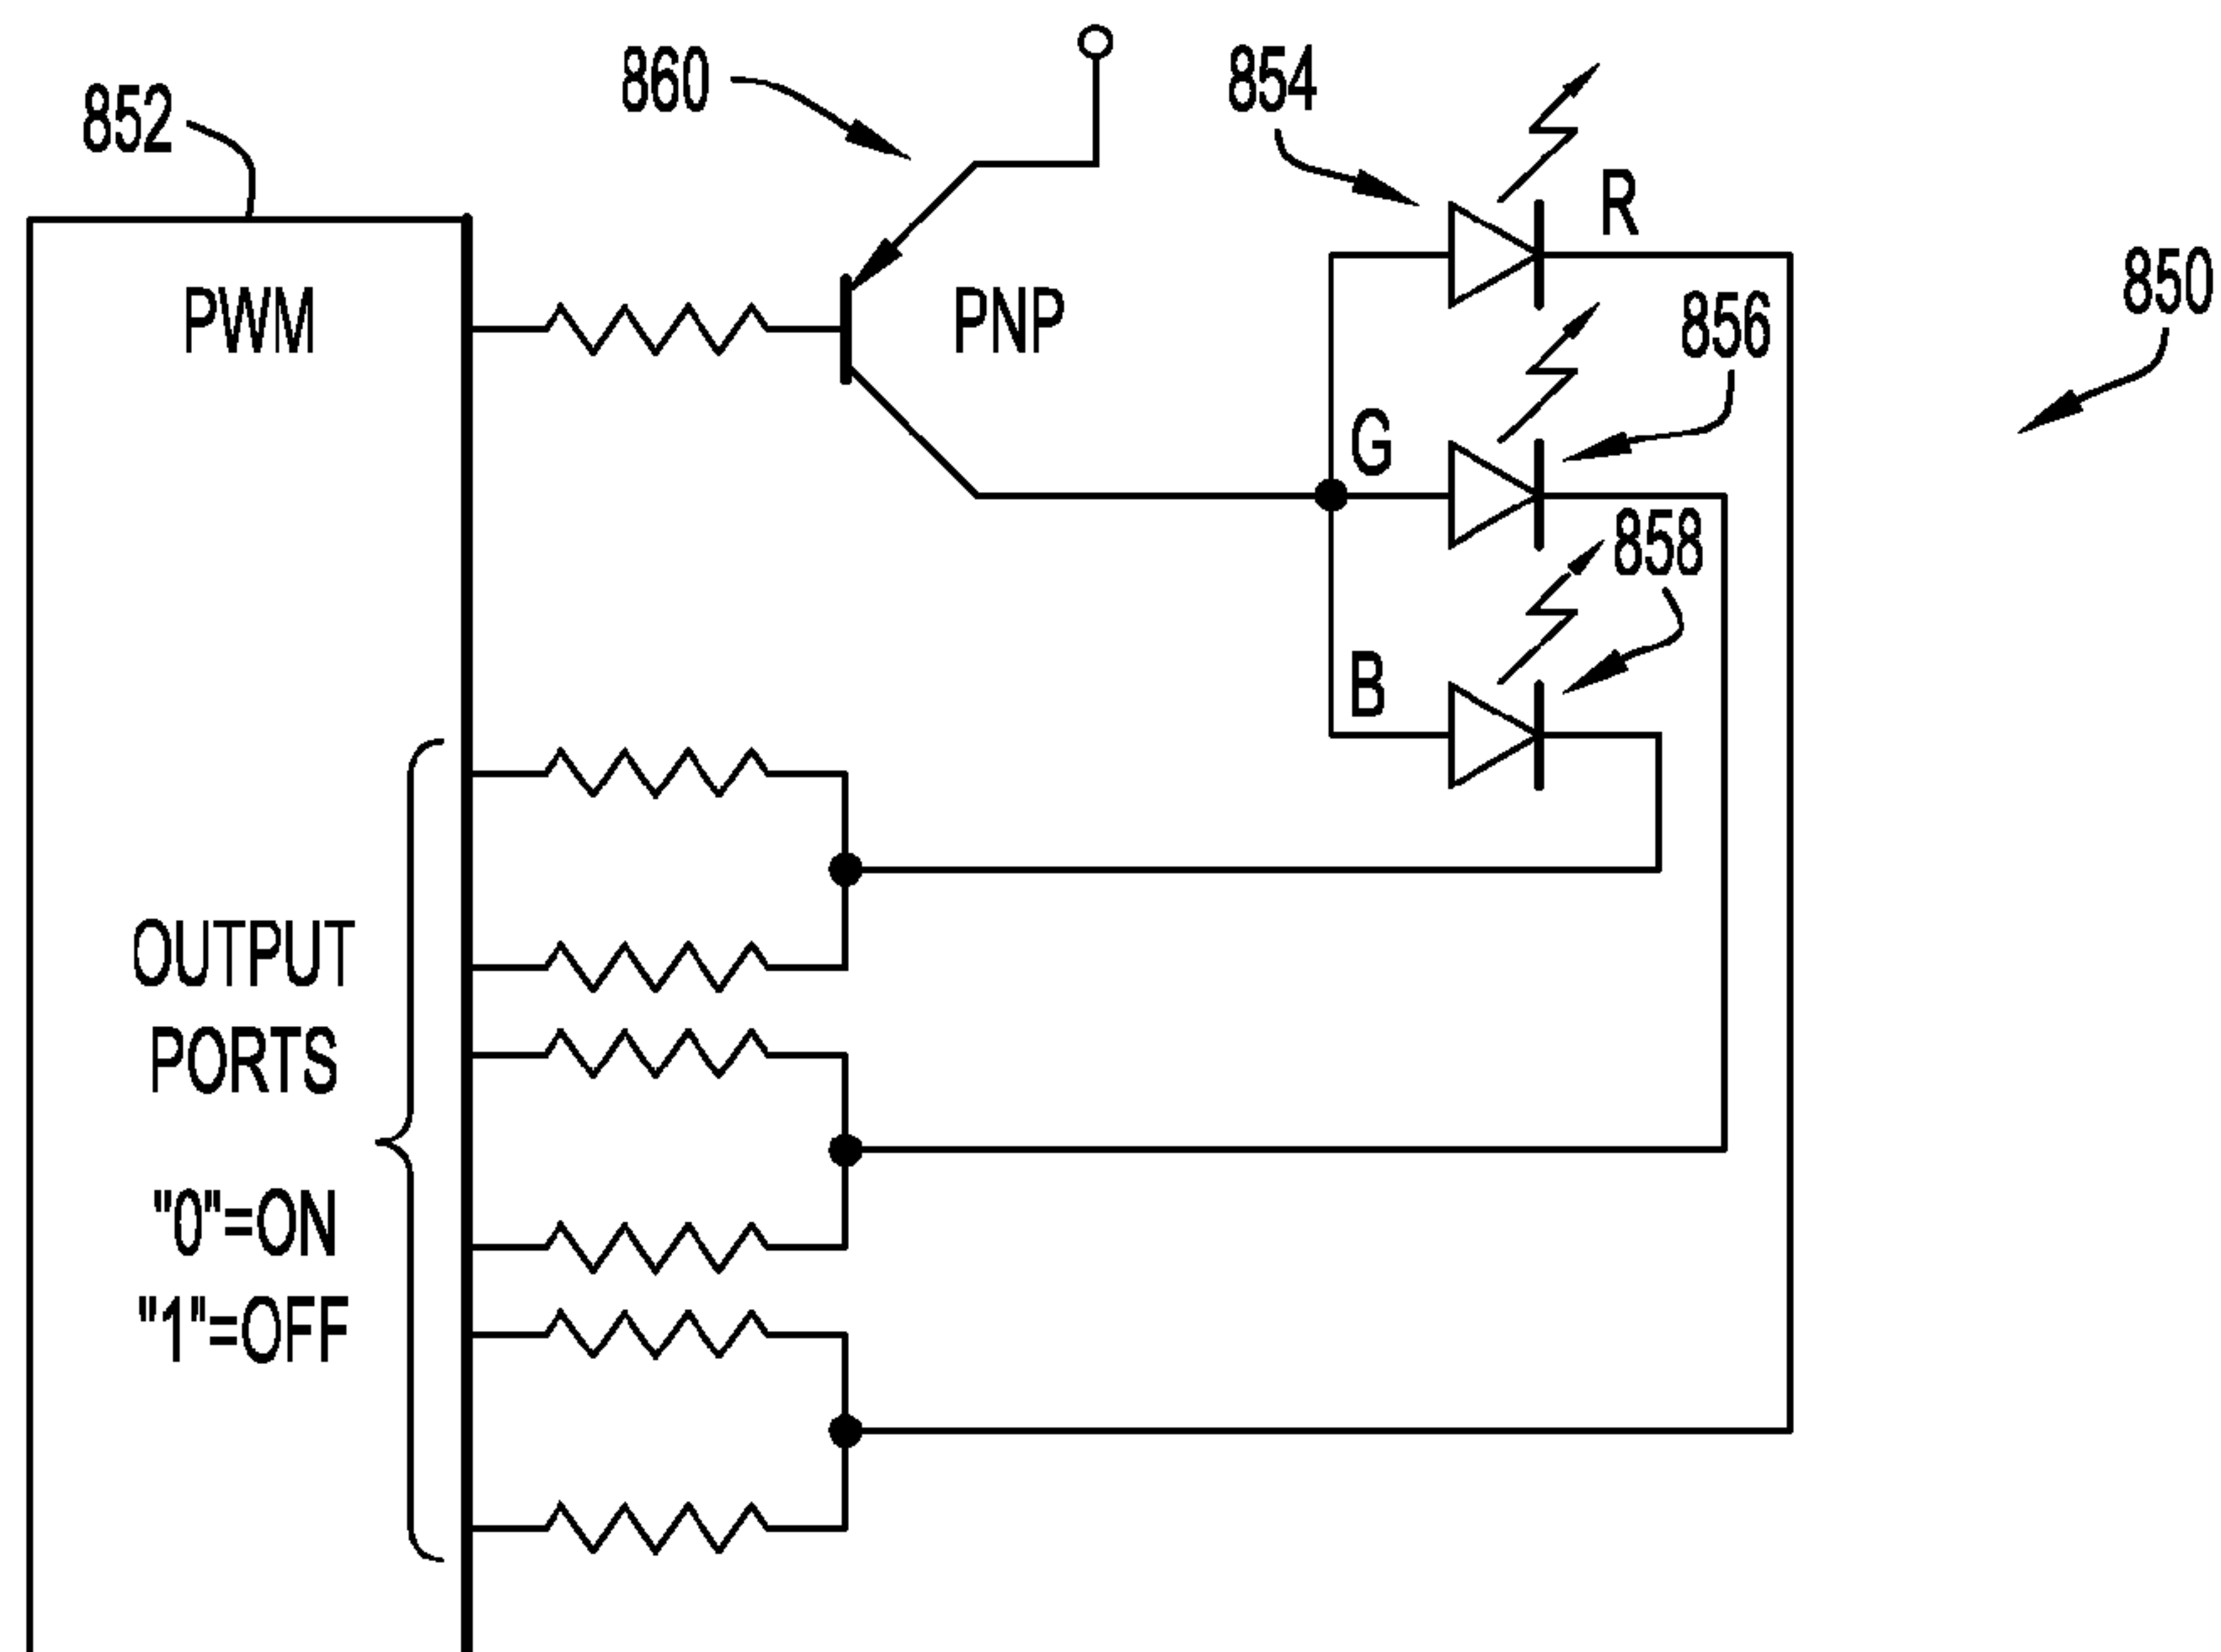 860
854
852
R
850
PWM
PNP
856
G
858
B
OUTPUT
PORTS
"0"=ON
"1"=OFF